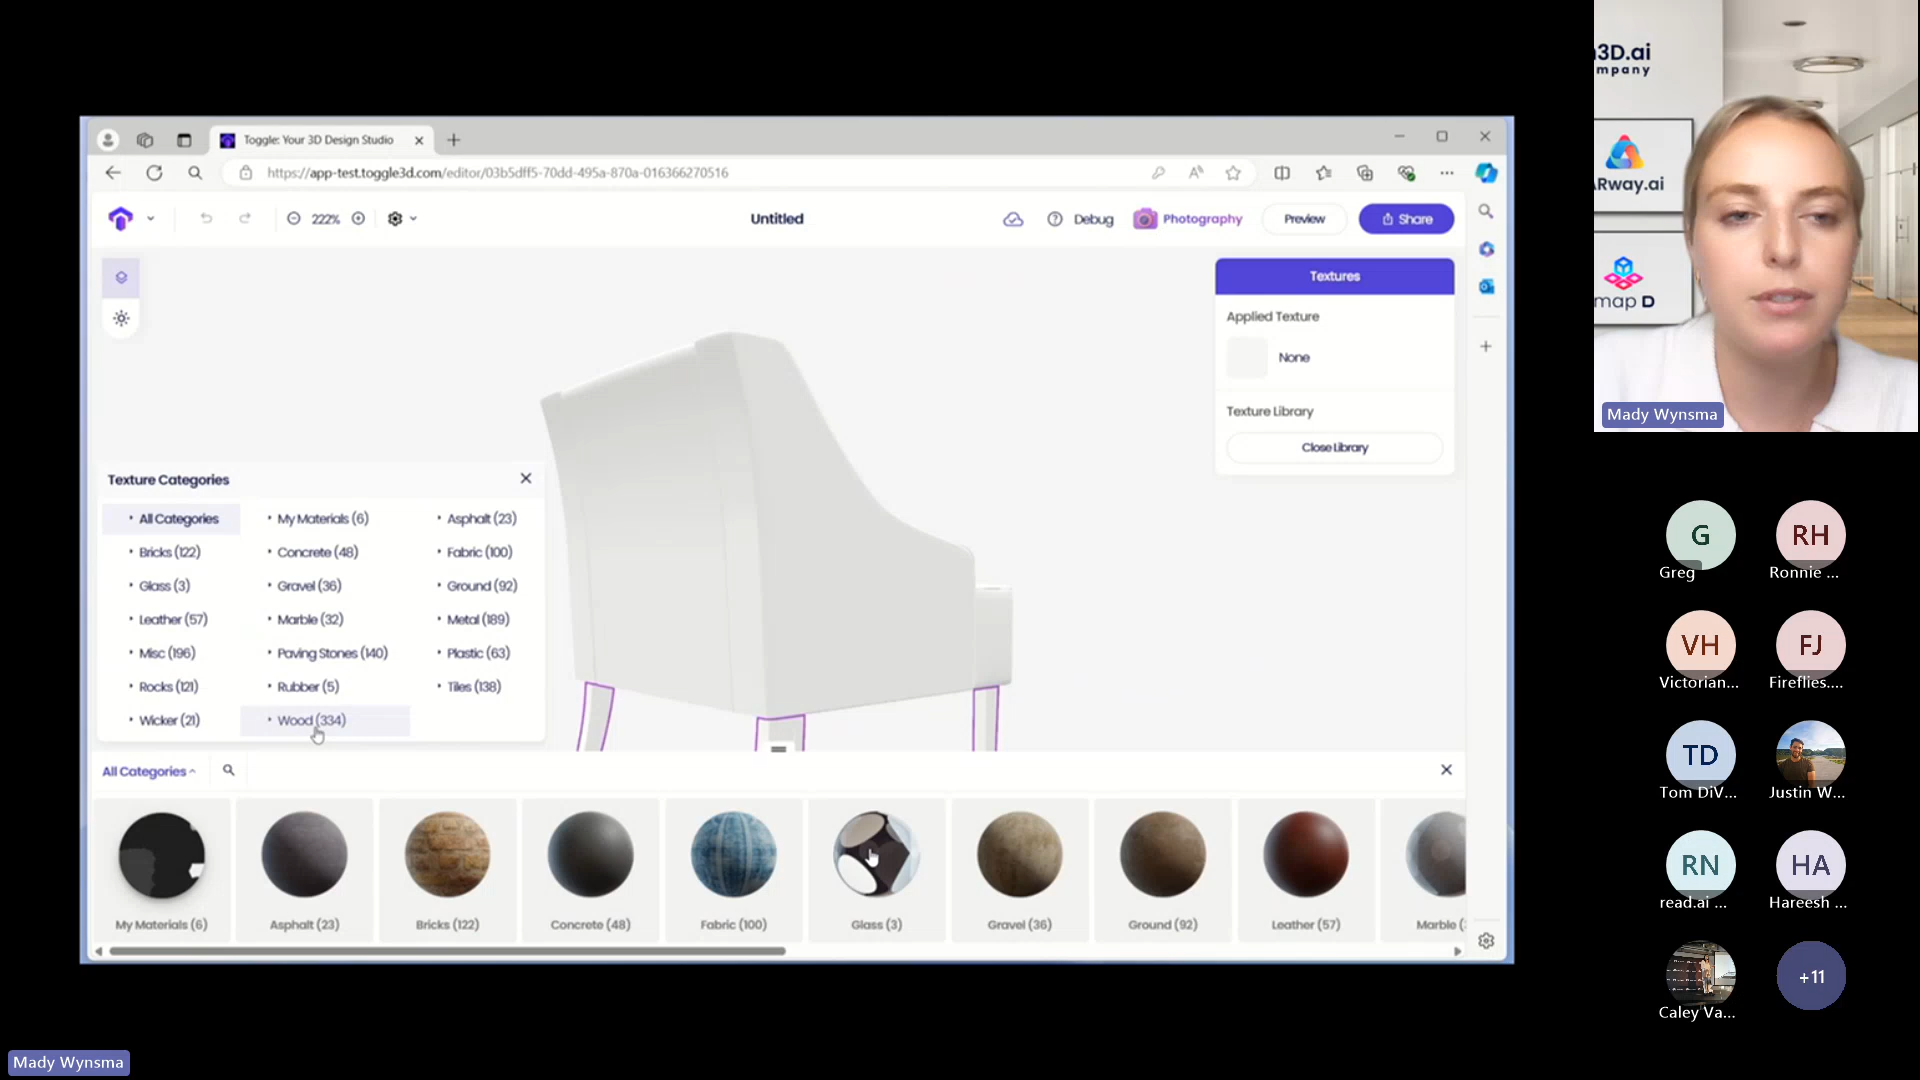 Toggle: Your 3D Design Studio
https://app-test.toggle3d.com/editor/03b5dff5-70dd-495a-870a-016366270516
222%
Untitled
Debug
Photography
Preview
Share
Textures
Applied Texture
None
Texture Library
Close Library
Texture Categories
All Categories
My Materials (6)
Asphalt (23)
Bricks (122)
Concrete (48)
Fabric (100)
Glass (3)
Gravel (36)
Ground (92)
Leather (57)
Marble (32)
Metal (189)
Misc (196)
Paving Stones (140)
Plastic (63)
Rocks (121)
Rubber (5)
Tiles (138)
Wicker (21)
Wood (334)
All Categories
My Materials (6)
Asphalt (23)
Bricks (122)
Concrete (48)
Fabric (100)
Glass (3)
Gravel (36)
Ground (92)
Leather (57)
Marble (
3D.ai
mpany
ARway.ai
map D
Mady Wynsma
G
Greg
RH
Ronnie ...
VH
Victorian...
FJ
Fireflies....
TD
Tom DiV...
Justin W...
RN
read.ai ...
HA
Hareesh ...
Caley Va...
+11
Mady Wynsma